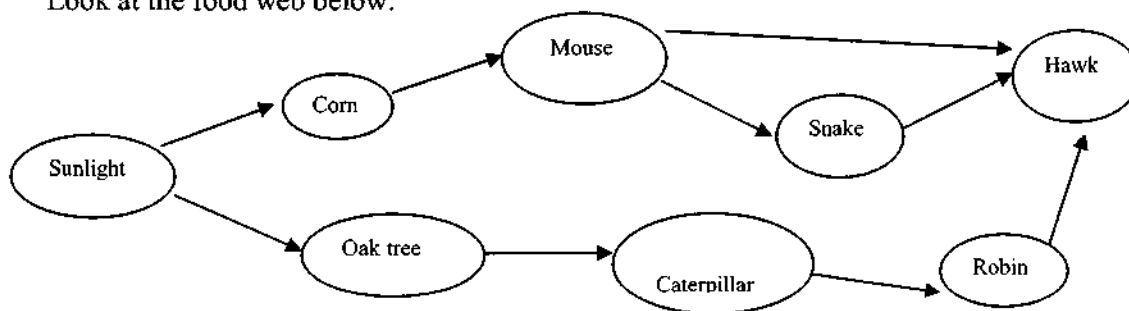 Look at the food web below.
Mouse
Hawk
Corn
Snake
Sunlight
Oak tree
Robin
Caterpillar